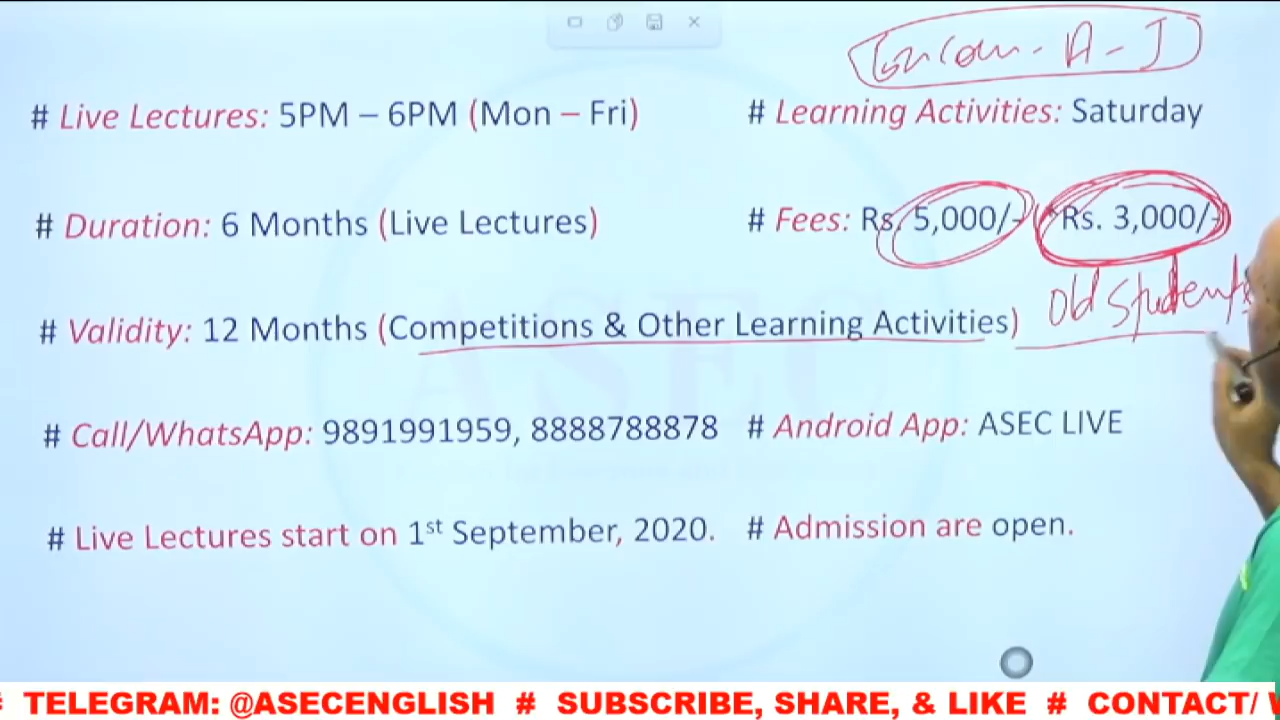 # Live Lectures: 5PM – 6PM (Mon – Fri)
# Learning Activities: Saturday
# Duration: 6 Months (Live Lectures)
# Fees: Rs. 5,000/- (*Rs. 3,000/-)
Old Students
# Validity: 12 Months (Competitions & Other Learning Activities)
# Call/WhatsApp: 9891991959, 8888788878
# Android App: ASEC LIVE
# Live Lectures start on 1st September, 2020.
# Admission are open.
ASEC
# TELEGRAM: @ASECENGLISH # SUBSCRIBE, SHARE, & LIKE # CONTACT/